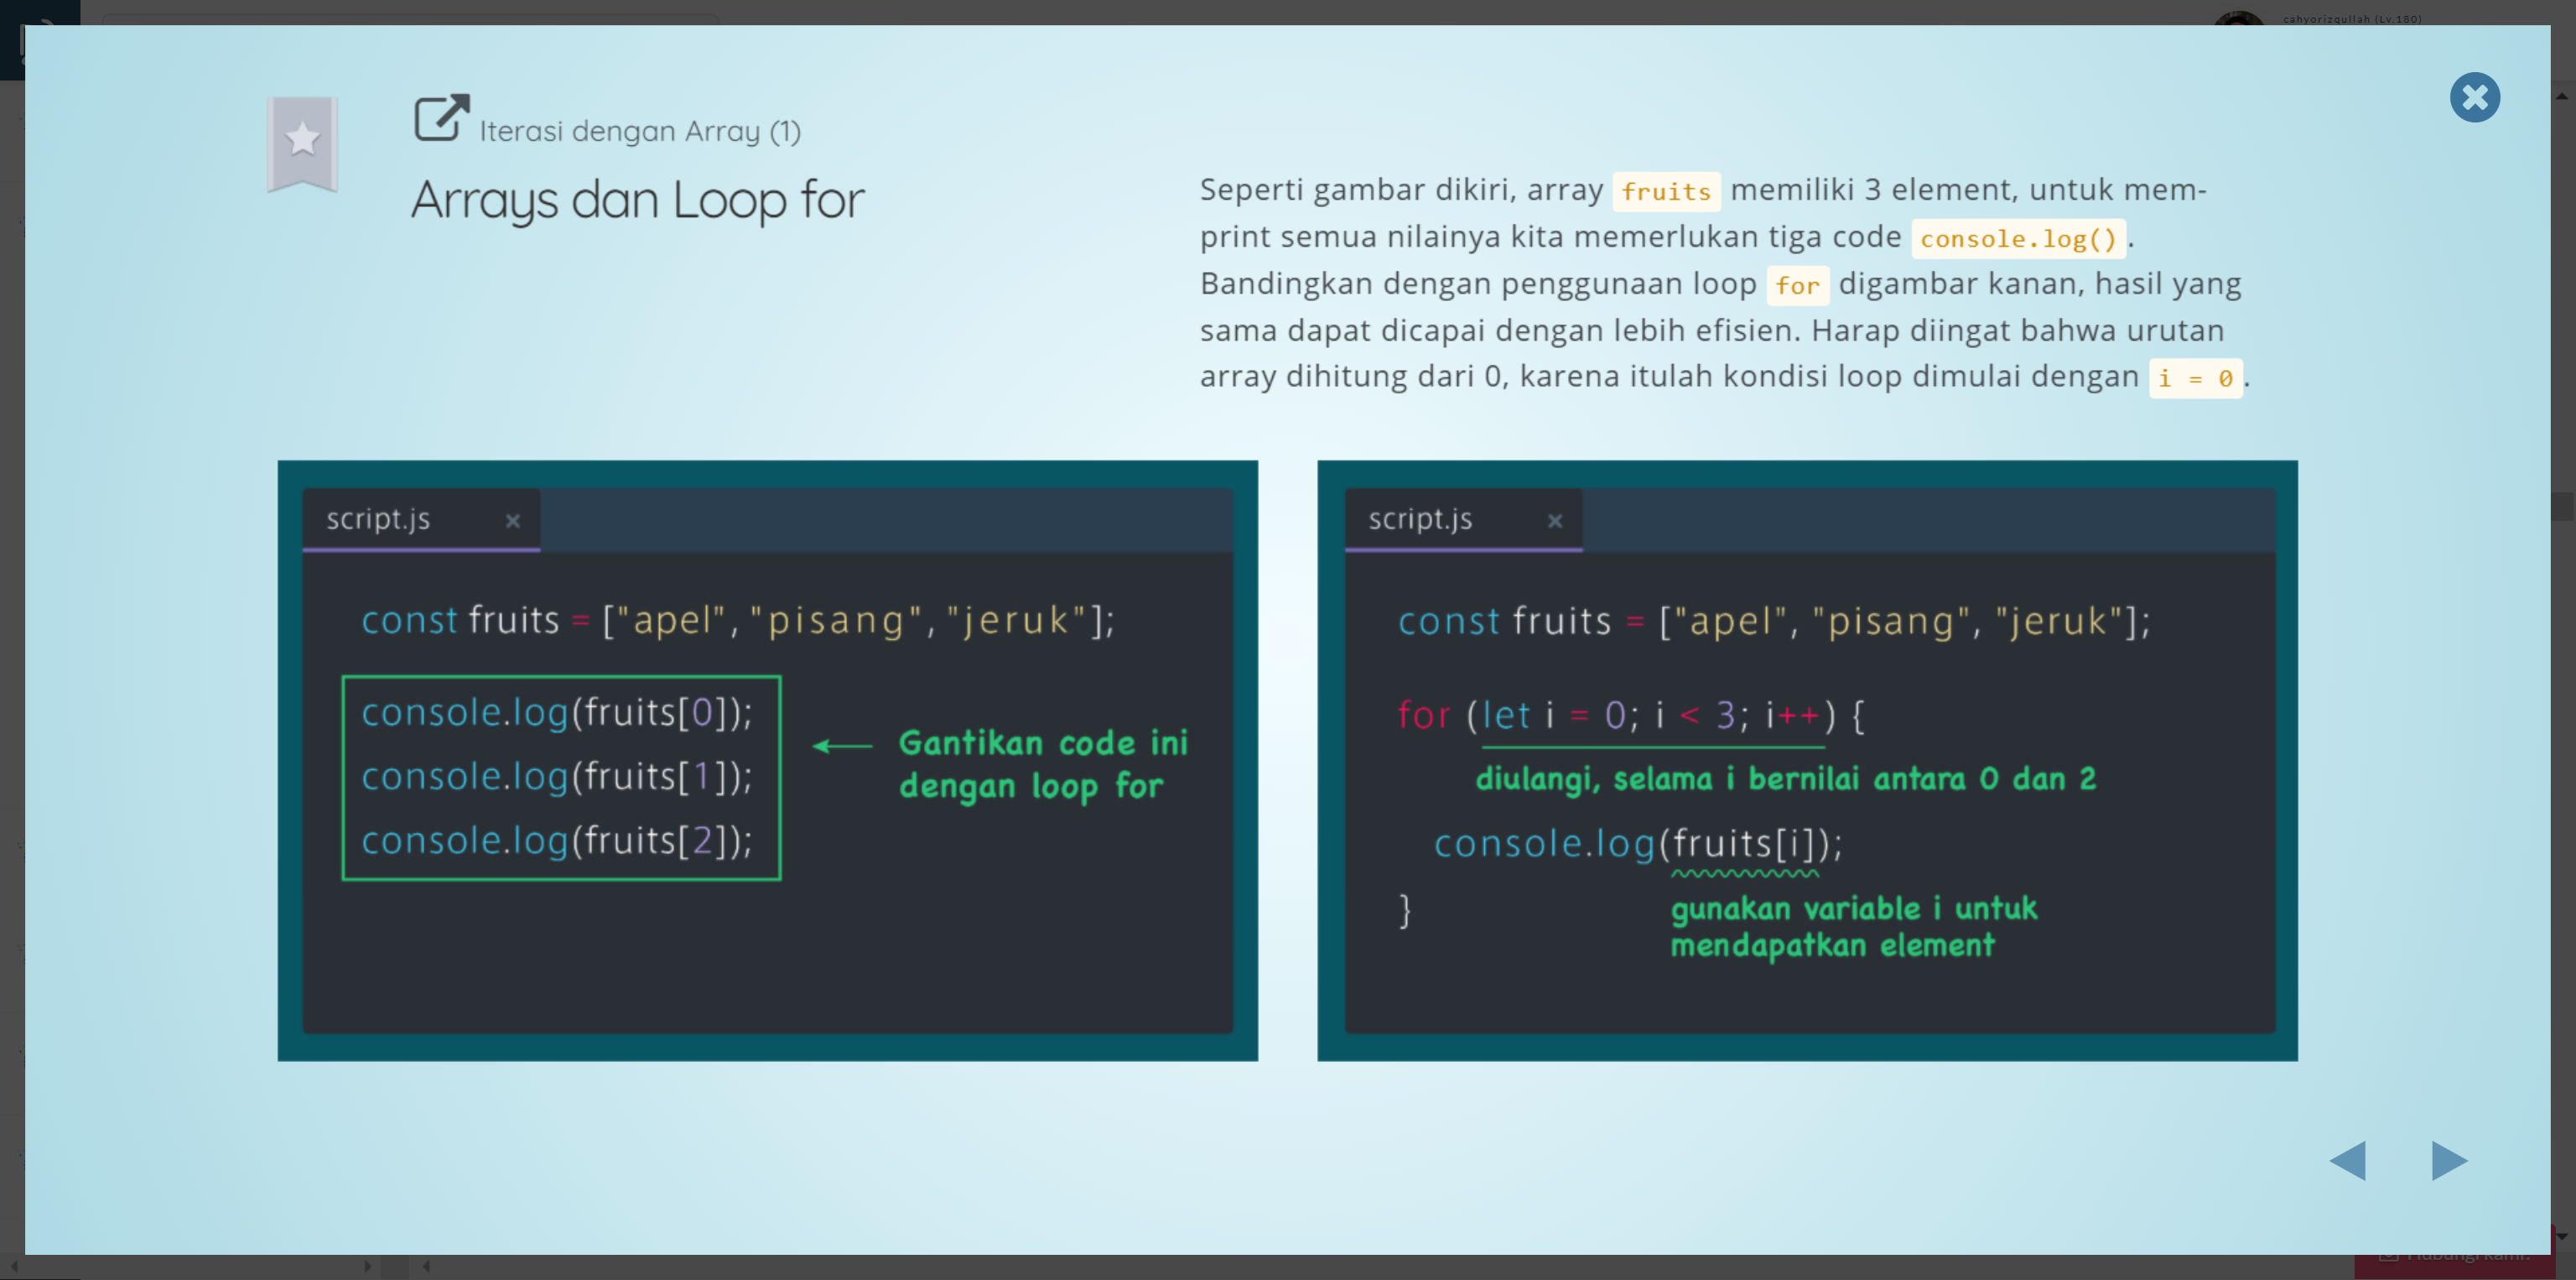 cahyorizqullah (Lv.180)
Iterasi dengan Array (1)
Arrays dan Loop for
Seperti gambar dikiri, array fruits memiliki 3 element, untuk mem-
print semua nilainya kita memerlukan tiga code console.log().
Bandingkan dengan penggunaan loop for digambar kanan, hasil yang
sama dapat dicapai dengan lebih efisien. Harap diingat bahwa urutan
array dihitung dari 0, karena itulah kondisi loop dimulai dengan i = 0.
script.js
const fruits = ["apel", "pisang", "jeruk"];
console.log(fruits[0]);
console.log(fruits[1]);
console.log(fruits[2]);
Gantikan code ini
dengan loop for
script.js
const fruits = ["apel", "pisang", "jeruk"];
for (let i = 0; i < 3; i++) {
diulangi, selama i bernilai antara 0 dan 2
console.log(fruits[i]);
}
gunakan variable i untuk
mendapatkan element